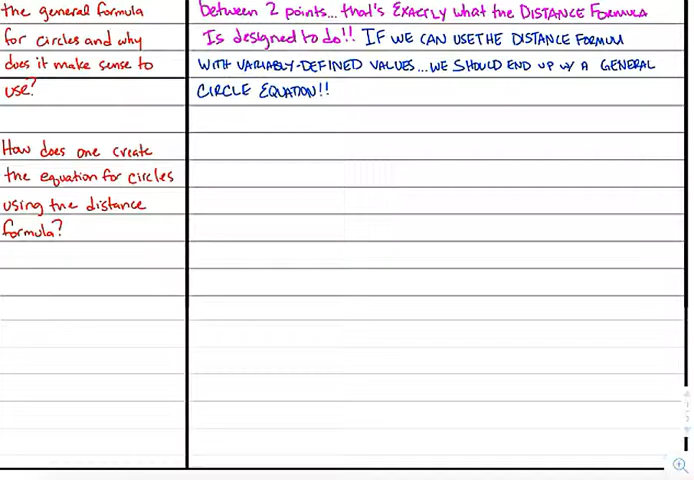 the general formula
for circles and why
does it make sense to
use?
How does one create
the equation for circles
using the distance
formula?
between 2 points... that's EXACTLY what the DISTANCE FORMULA
Is designed to do!! IF WE CAN USE THE DISTANCE FORMULA
WITH VARIABLY-DEFINED VALUES... WE SHOULD END UP W/ A GENERAL
CIRCLE EQUATION!!